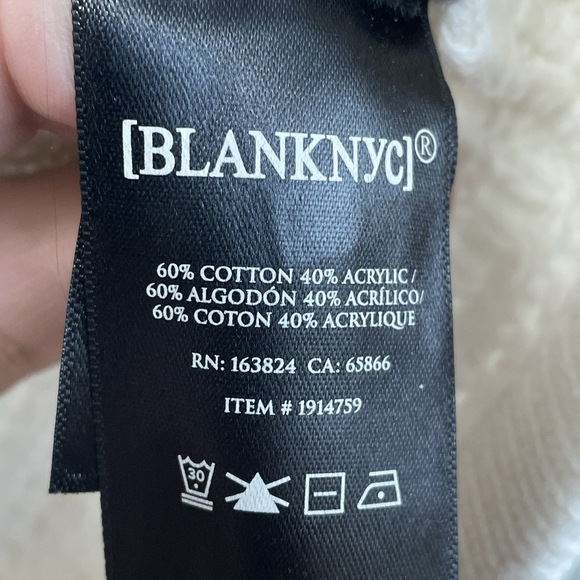 [BLANKNYC]®
60% COTTON 40% ACRYLIC /
60% ALGODÓN 40% ACRÍLICO/
60% COTON 40% ACRYLIQUE
RN: 163824 CA: 65866
ITEM # 1914759
30